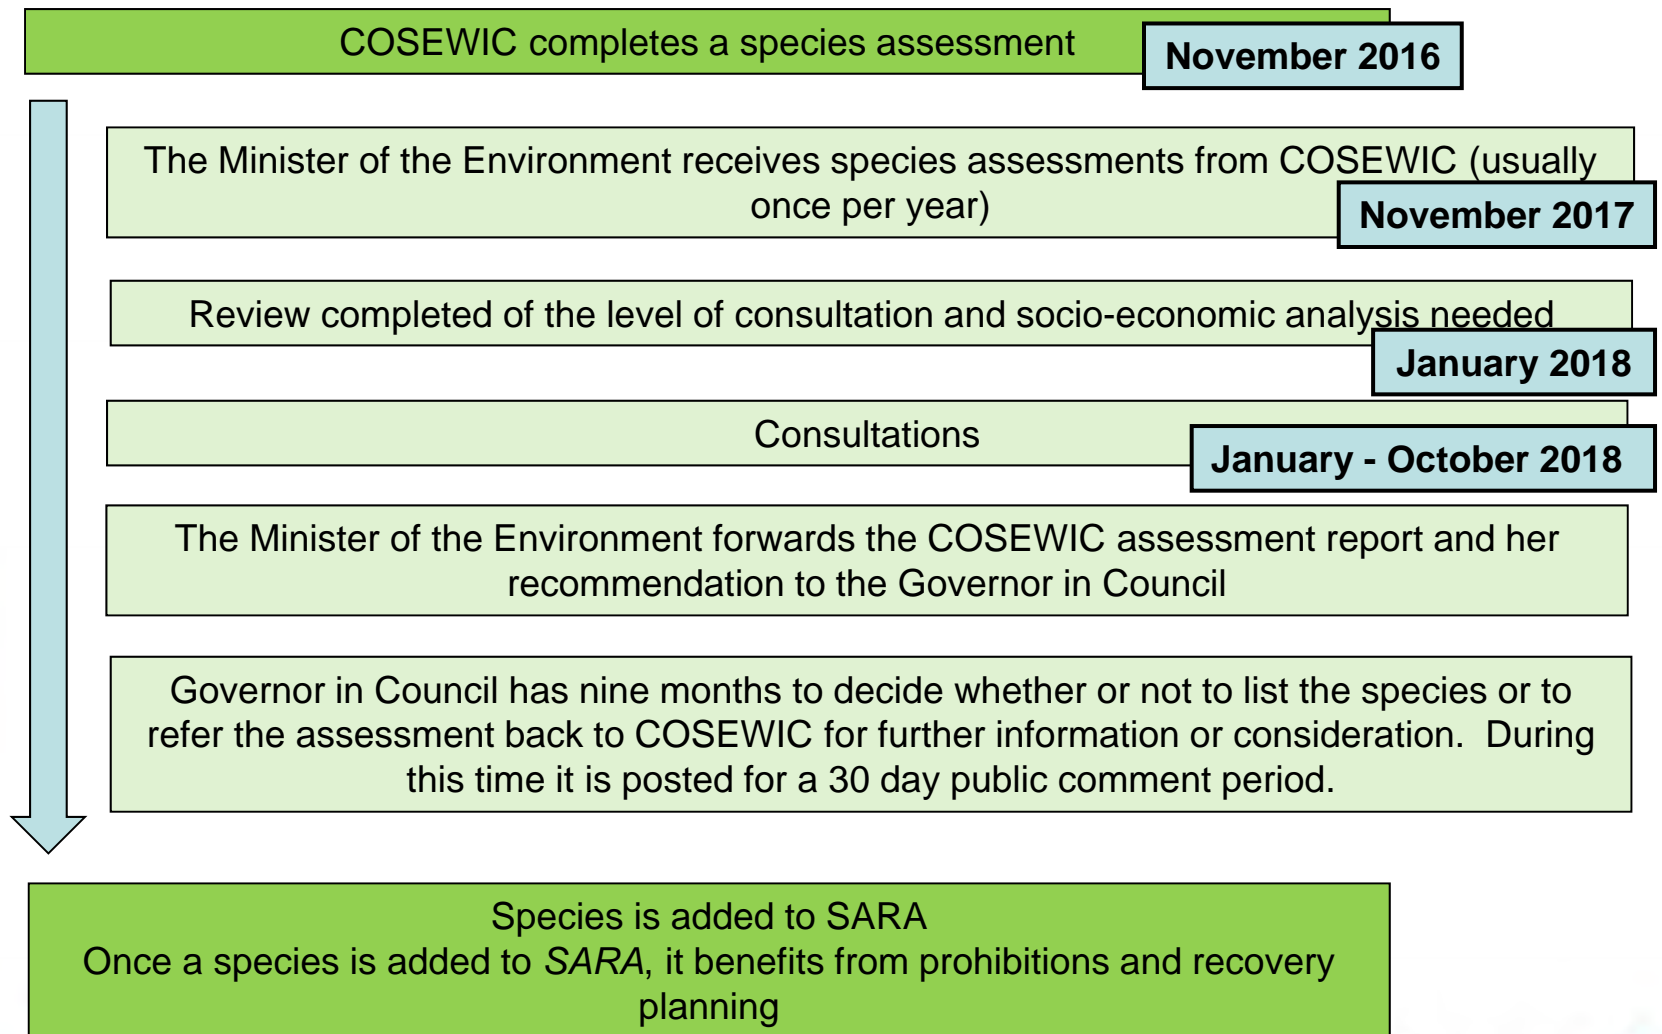 COSEWIC completes a species assessment
November 2016
The Minister of the Environment receives species assessments from COSEWIC (usually
once per year)
November 2017
Review completed of the level of consultation and socio-economic analysis needed
January 2018
Consultations
January - October 2018
The Minister of the Environment forwards the COSEWIC assessment report and her
recommendation to the Governor in Council
Governor in Council has nine months to decide whether or not to list the species or to
refer the assessment back to COSEWIC for further information or consideration.  During
this time it is posted for a 30 day public comment period.
Species is added to SARA
Once a species is added to SARA, it benefits from prohibitions and recovery
planning